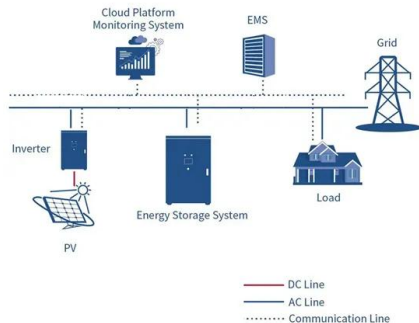 Cloud Platform
Monitoring System
EMS
Grid
Inverter
Energy Storage System
Load
PV
DC Line
AC Line
Communication Line